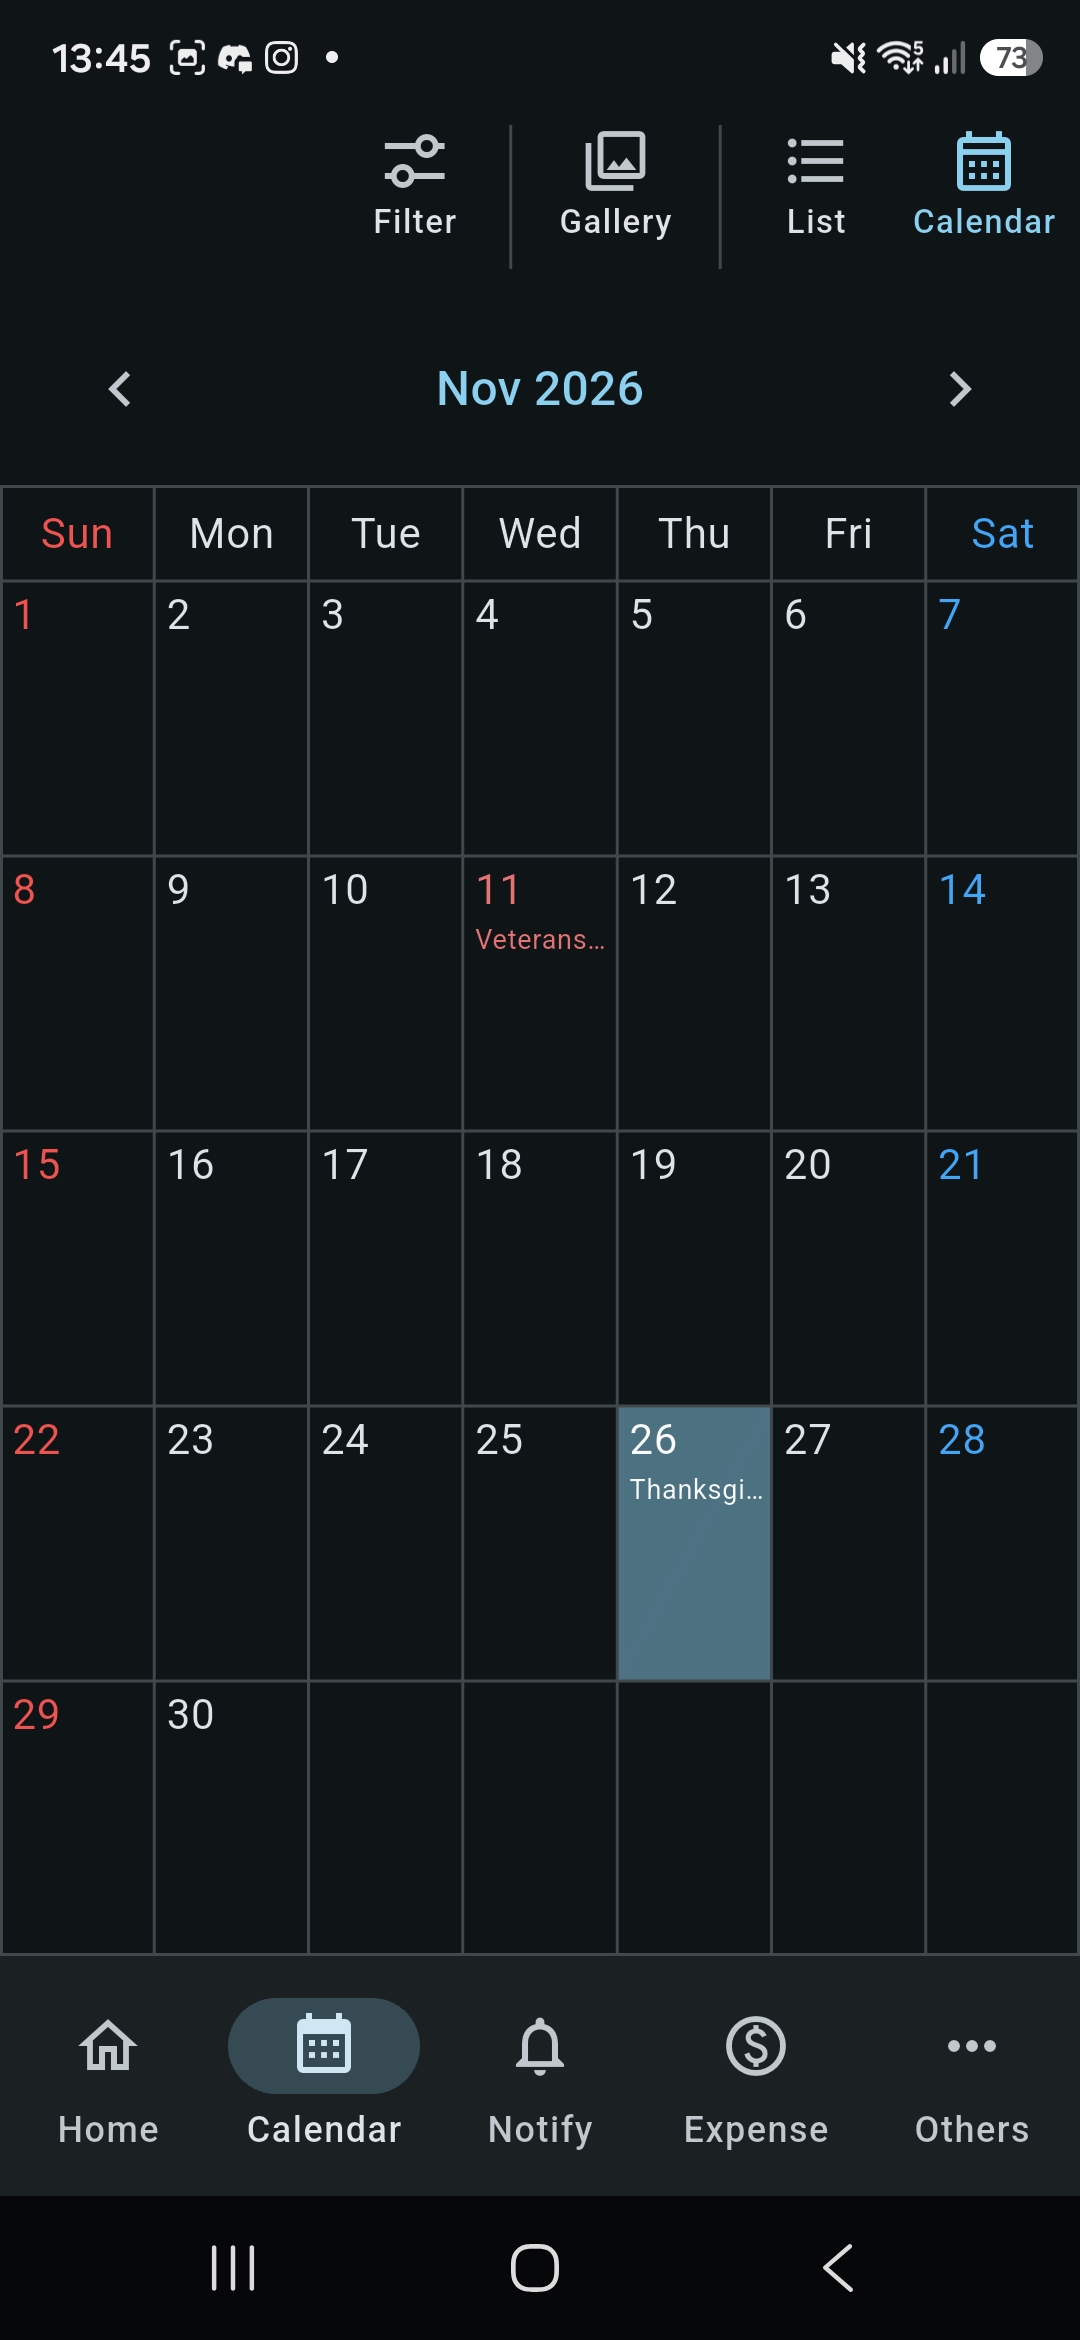 13:45 5 73
Filter Gallery List Calendar
Nov 2026
Sun Mon Tue Wed Thu Fri Sat
1 2 3 4 5 6 7
8 9 10 11 12 13 14
Veterans…
15 16 17 18 19 20 21
22 23 24 25 26 27 28
Thanksgi…
29 30
Home Calendar Notify Expense Others